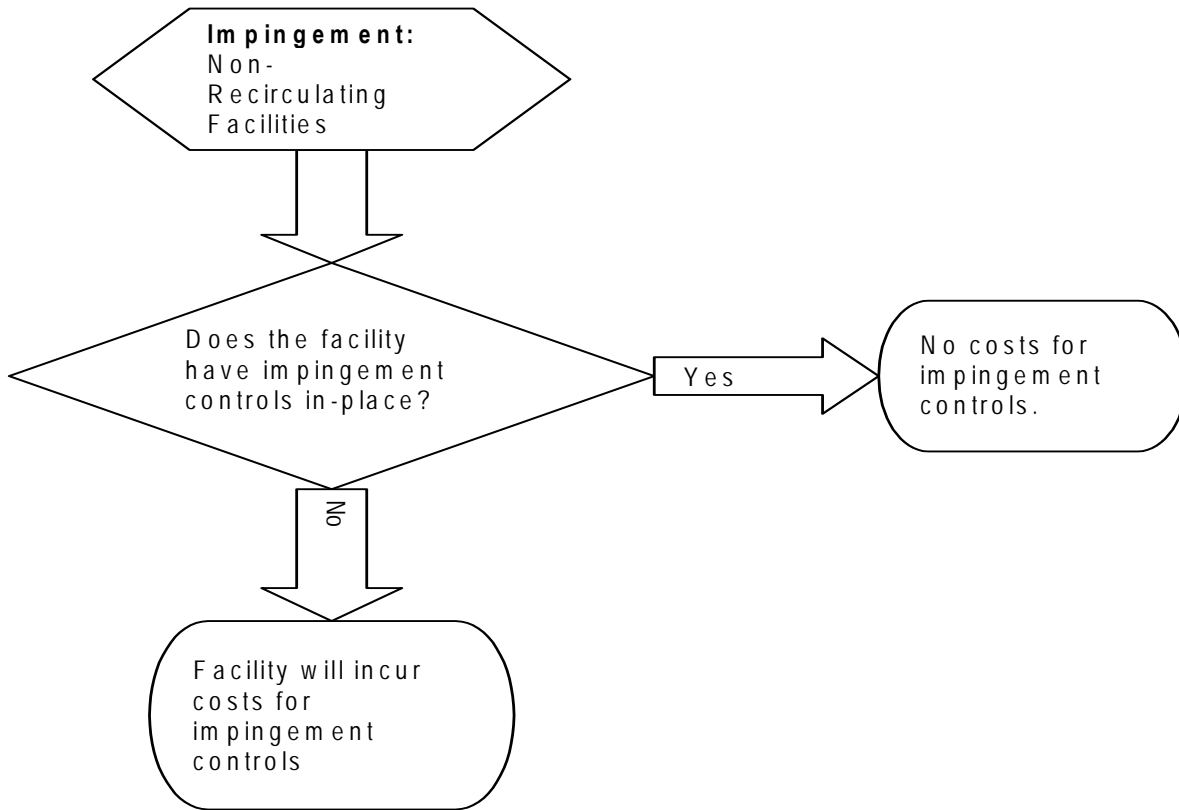 Impingement:
Non-
Recirculating
Facilities
Does the facility
have impingement
controls in-place?
Yes
No costs for
impingement
controls.
No
Facility will incur
costs for
impingement
controls